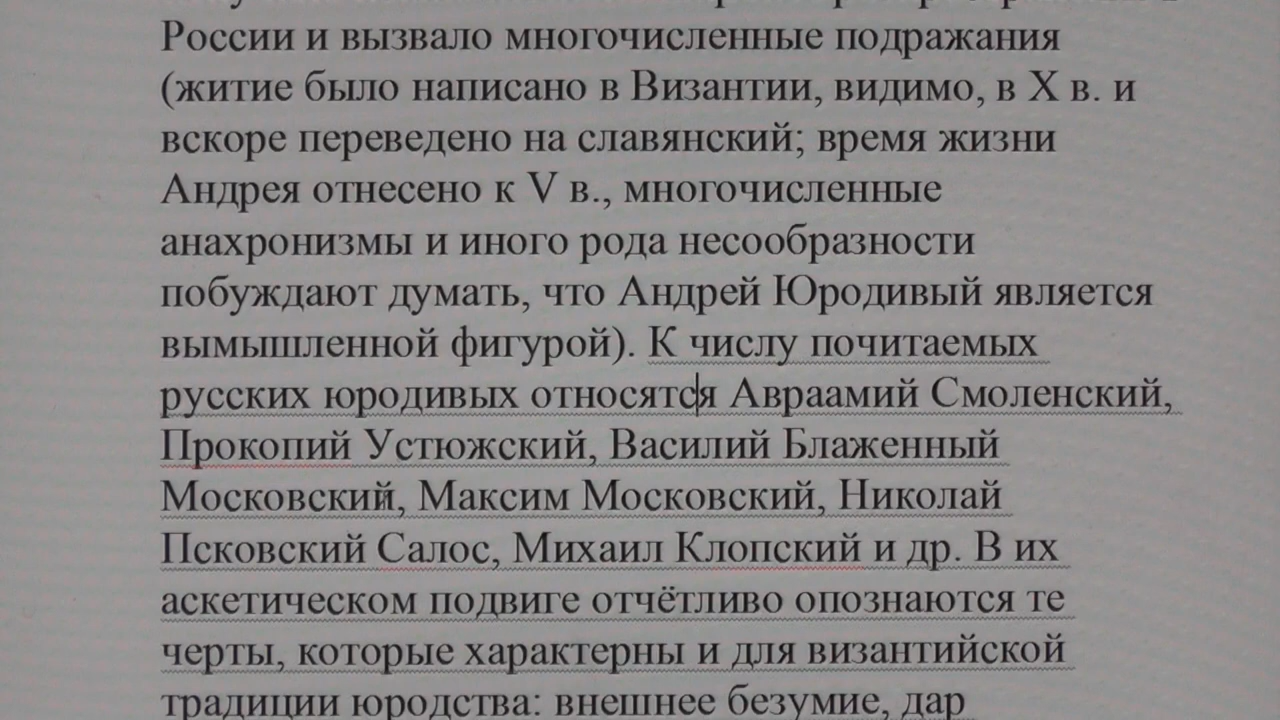 России и вызвало многочисленные подражания
(житие было написано в Византии, видимо, в X в. и
вскоре переведено на славянский; время жизни
Андрея отнесено к V в., многочисленные
анахронизмы и иного рода несообразности
побуждают думать, что Андрей Юродивый является
вымышленной фигурой). К числу почитаемых
русских юродивых относятся Авраамий Смоленский,
Прокопий Устюжский, Василий Блаженный
Московский, Максим Московский, Николай
Псковский Салос, Михаил Клопский и др. В их
аскетическом подвиге отчётливо опознаются те
черты, которые характерны и для византийской
традиции юродства: внешнее безумие, дар